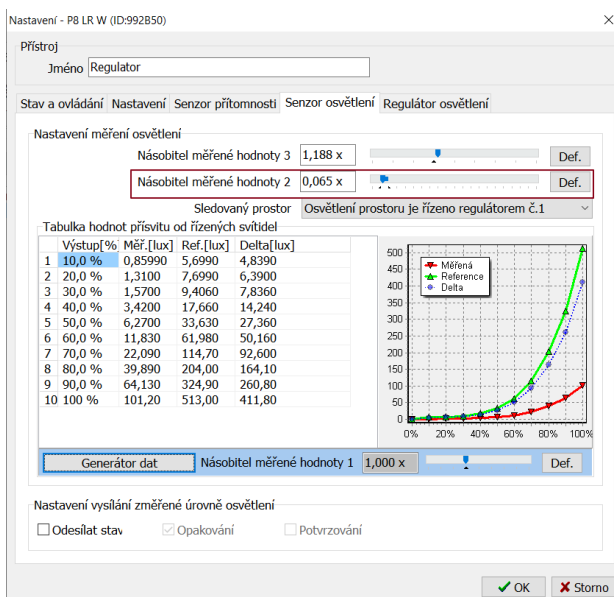 Nastavení - P8 LR W (ID:992B50)
Přístroj
Jméno Regulator
Stav a ovládání Nastavení Senzor přítomnosti Senzor osvětlení Regulátor osvětlení
Nastavení měření osvětlení
Násobitel měřené hodnoty 3 1,188 x Def.
Násobitel měřené hodnoty 2 0,065 x Def.
Sledovaný prostor Osvětlení prostoru je řízeno regulátorem č.1
Tabulka hodnot přísvitu od řízených svítidel
Výstup[% Měř.[lux] Ref.[lux] Delta[lux]
1 10,0 % 0,85990 5,6990 4,8390
2 20,0 % 1,3100 7,6990 6,3900
3 30,0 % 1,5700 9,4060 7,8360
4 40,0 % 3,4200 17,660 14,240
5 50,0 % 6,2700 33,630 27,360
6 60,0 % 11,830 61,980 50,160
7 70,0 % 22,090 114,70 92,600
8 80,0 % 39,890 204,00 164,10
9 90,0 % 64,130 324,90 260,80
10 100 % 101,20 513,00 411,80
500
450
400
350
300
250
200
150
100
50
0
Měřená
Reference
Delta
0% 20% 40% 60% 80% 100%
Generátor dat Násobitel měřené hodnoty 1 1,000 x Def.
Nastavení vysílání změřené úrovně osvětlení
Odesílat stav Opakování Potvrzování
OK Storno